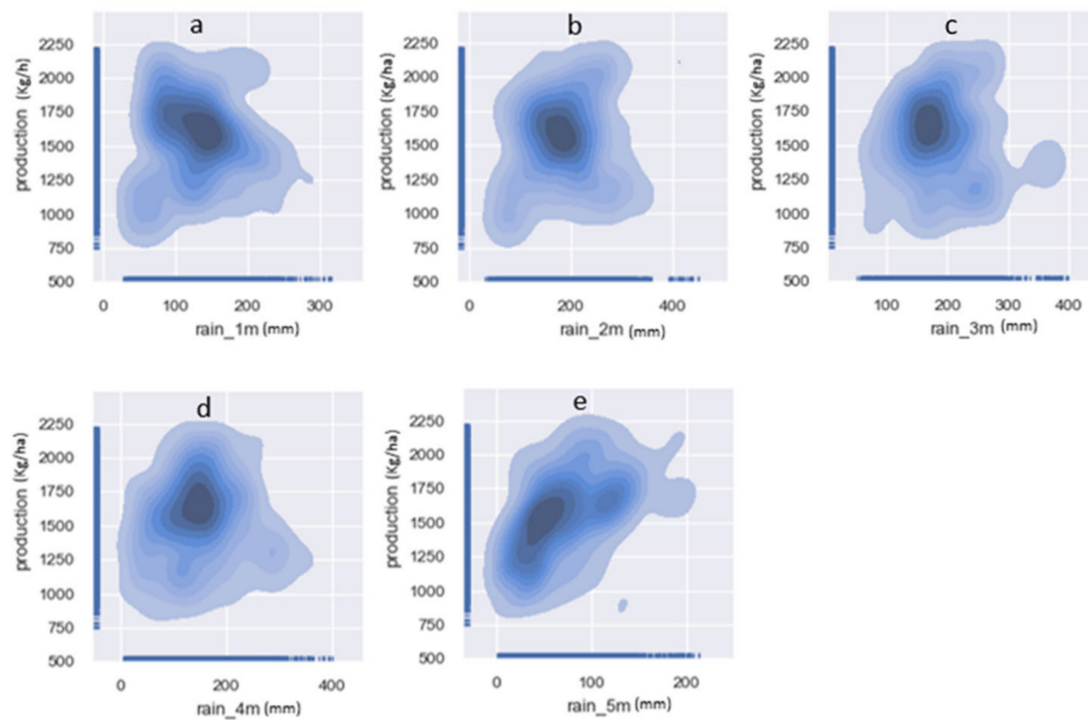 a b c
2250 2250 2250
2000 2000 2000
1750 1750 1750
1500 1500 1500
1250 1250 1250
1000 1000 1000
750 750 750
500 500 500
production (Kg/h) production (Kg/ha) production (Kg/ha)
0 100 200 300 0 200 400 100 200 300 400
rain_1m (mm) rain_2m (mm) rain_3m (mm)
d e
2250 2250
2000 2000
1750 1750
1500 1500
1250 1250
1000 1000
750 750
500 500
production (Kg/ha) production (Kg/ha)
0 200 400 0 100 200
rain_4m (mm) rain_5m (mm)